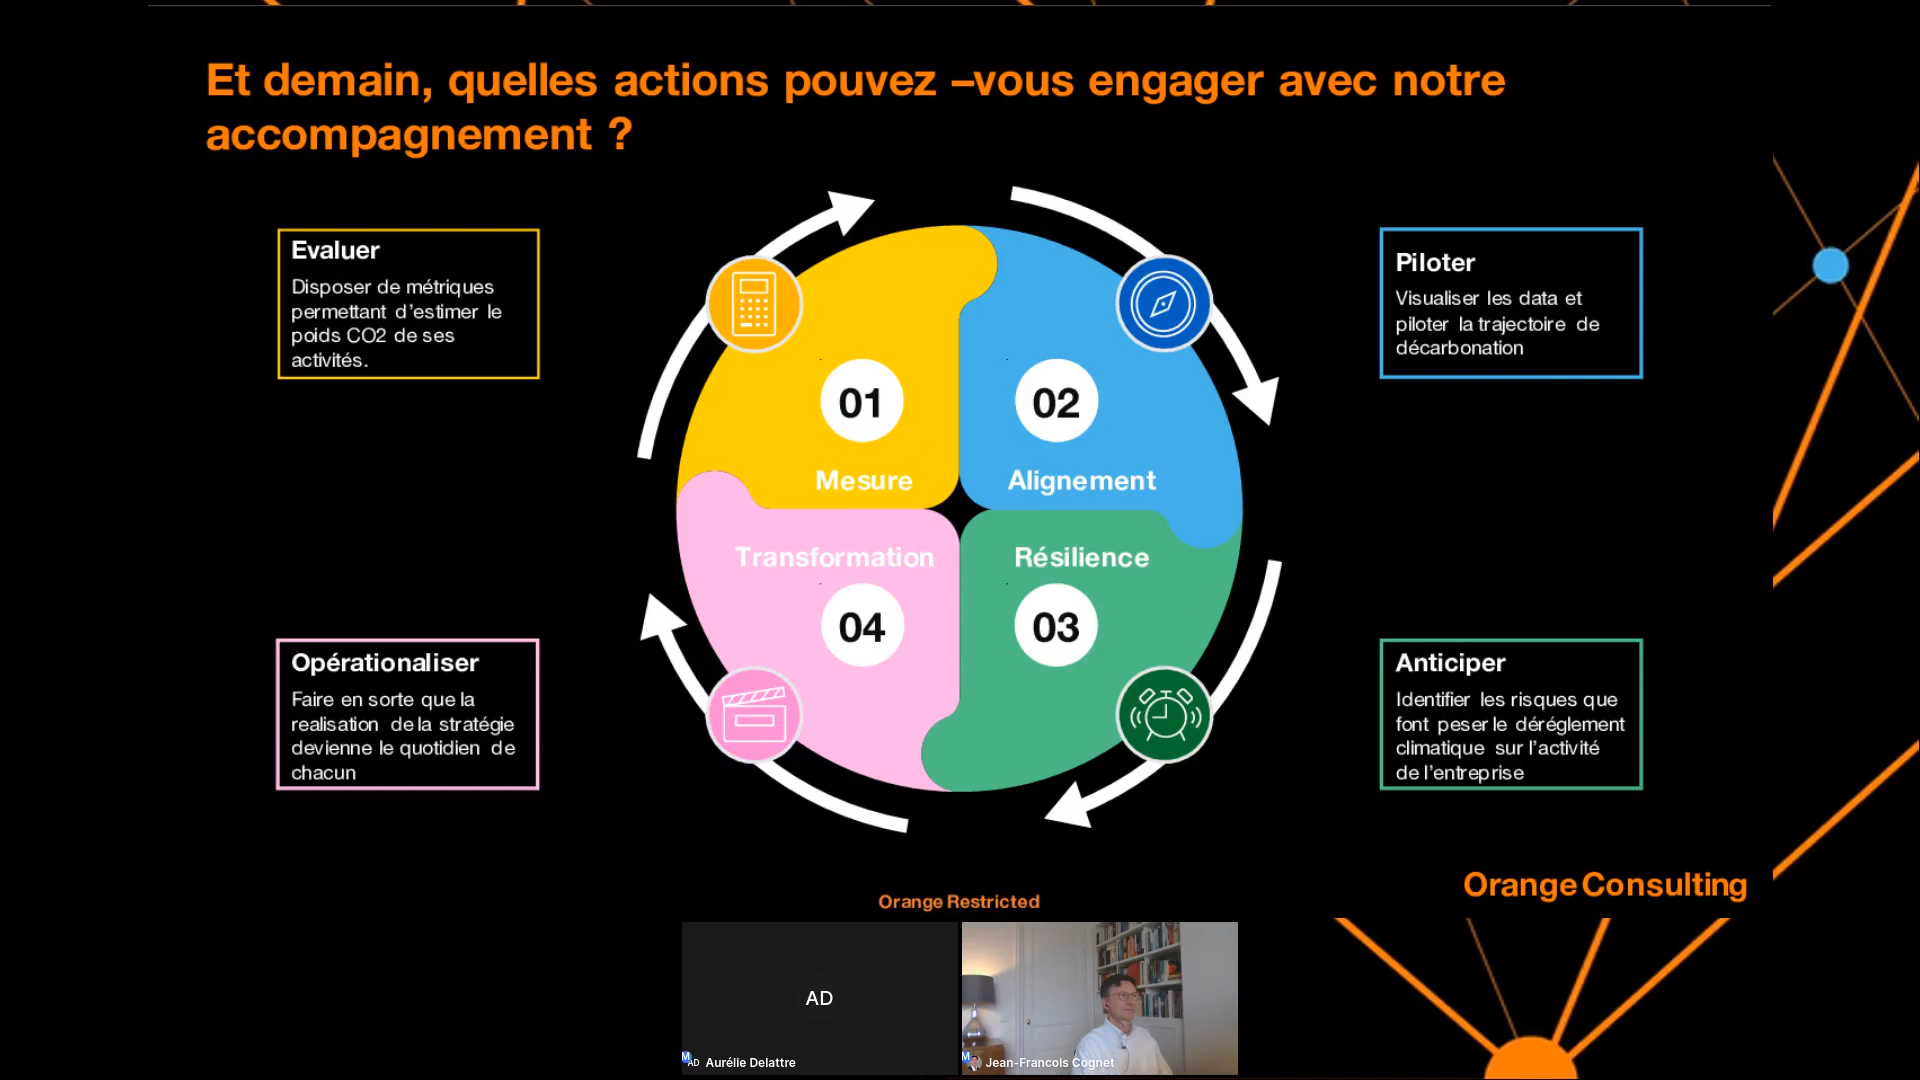 Et demain, quelles actions pouvez –vous engager avec notre
accompagnement ?
Evaluer
Disposer de métriques
permettant d'estimer le
poids CO2 de ses
activités.
Piloter
Visualiser les data et
piloter la trajectoire de
décarbonation
01
02
Mesure
Alignement
Transformation
Résilience
04
03
Opérationaliser
Faire en sorte que la
realisation de la stratégie
devienne le quotidien de
chacun
Anticiper
Identifier les risques que
font peser le déréglement
climatique sur l'activité
de l'entreprise
Orange Consulting
Orange Restricted
AD
M AD Aurélie Delattre
M Jean-Francois Cognet